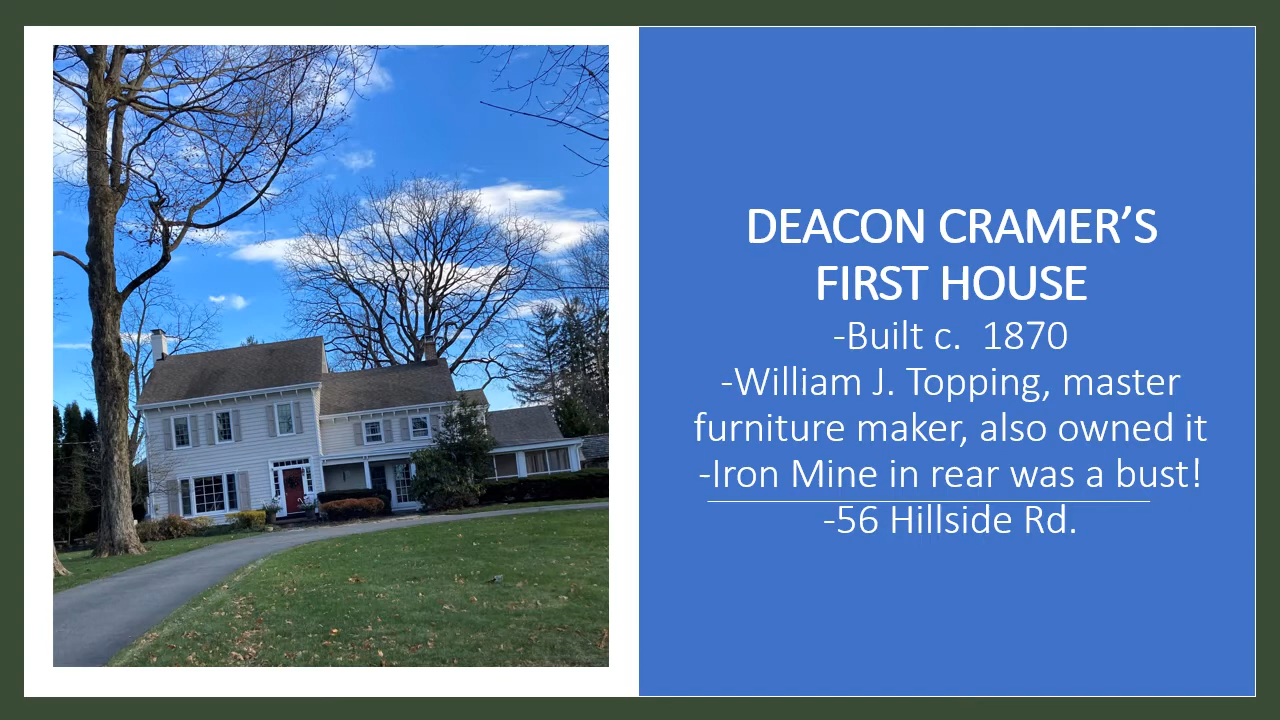 DEACON CRAMER’S
FIRST HOUSE
-Built c.  1870
-William J. Topping, master
furniture maker, also owned it
-Iron Mine in rear was a bust!
-56 Hillside Rd.